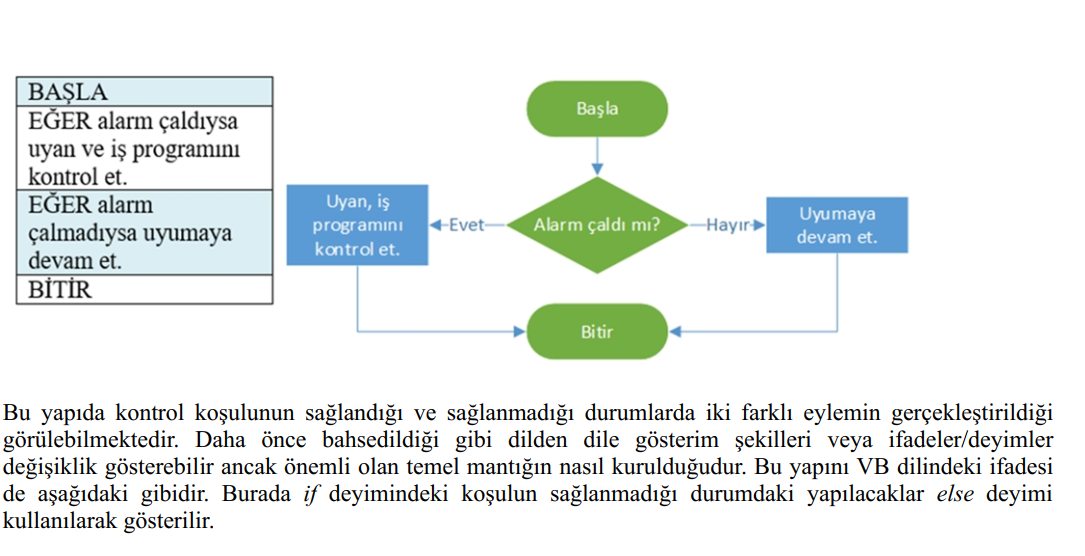 BAŞLA
EĞER alarm çaldıysa
uyan ve iş programını
kontrol et.
EĞER alarm
çalmadıysa uyumaya
devam et.
BİTİR
Başla
Uyan, iş
programını
kontrol et.
Evet
Alarm çaldı mı?
Hayır
Uyumaya
devam et.
Bitir
Bu yapıda kontrol koşulunun sağlandığı ve sağlanmadığı durumlarda iki farklı eylemin gerçekleştirildiği
görülebilmektedir. Daha önce bahsedildiği gibi dilden dile gösterim şekilleri veya ifadeler/deyimler
değişiklik gösterebilir ancak önemli olan temel mantığın nasıl kurulduğudur. Bu yapını VB dilindeki ifadesi
de aşağıdaki gibidir. Burada if deyimindeki koşulun sağlanmadığı durumdaki yapılacaklar else deyimi
kullanılarak gösterilir.